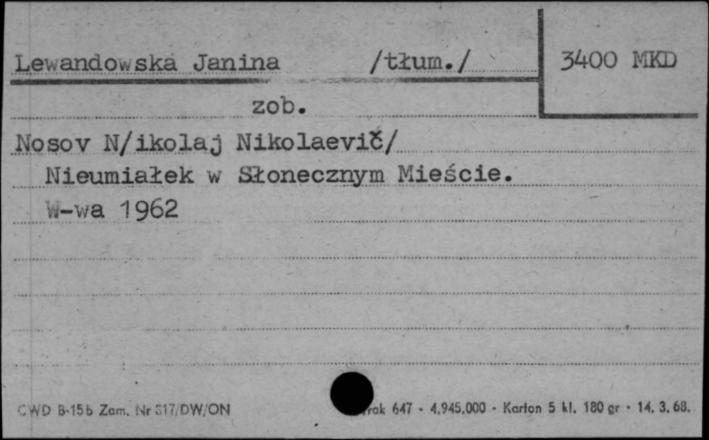 Lewandowska Janina /tłum./ 3400 MKD
zob.
Nosov N/ikolaj Nikolaevič/
Nieumiałek w Słonecznym Mieście.
W-wa 1962
CWD B-15b Zam. Nr 317/DW/ON 647 - 4.945.000 - Karton 5 kl. 180 gr - 14. 3. 68.